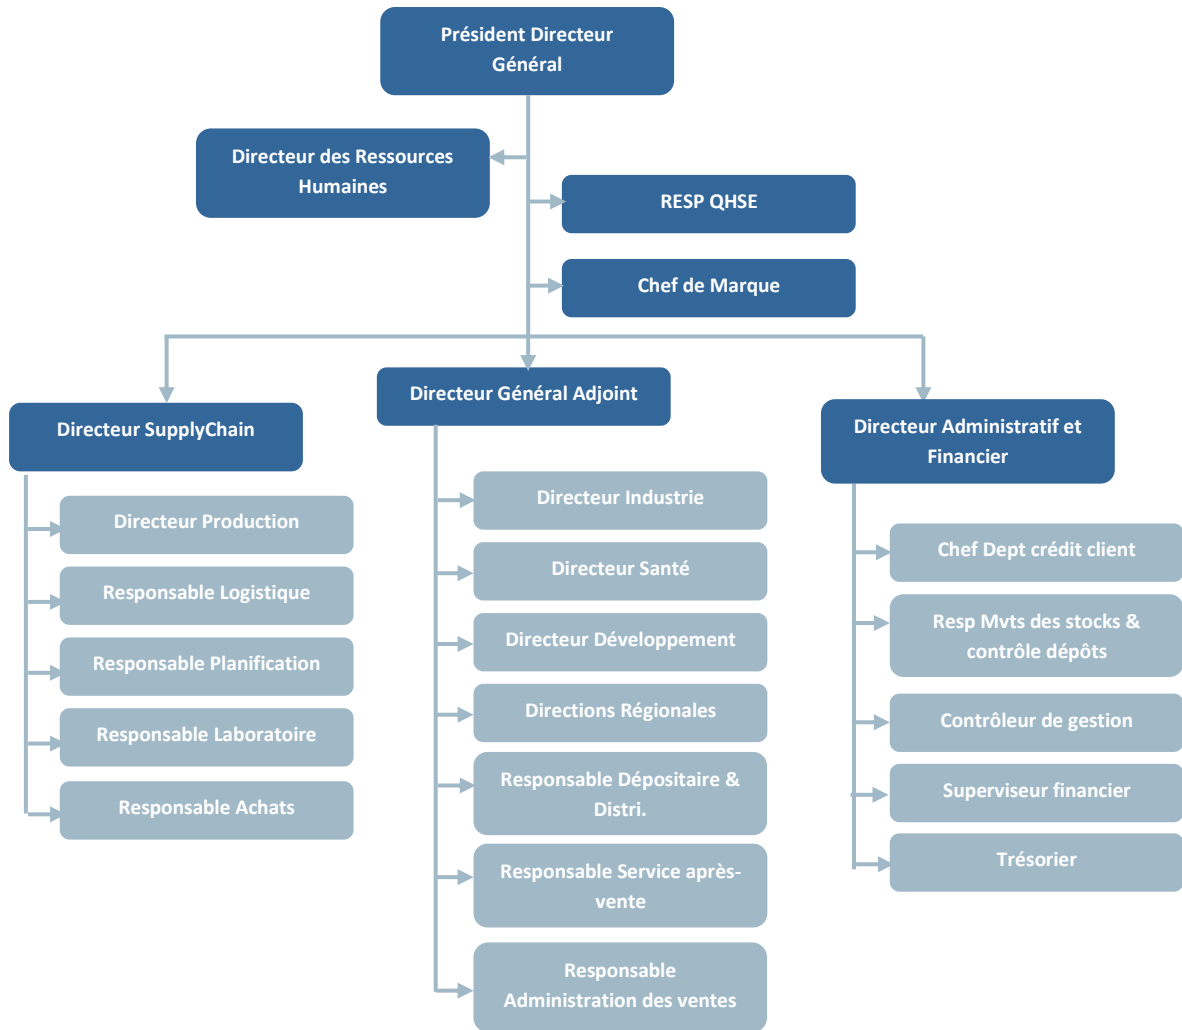 Président Directeur
Général
Directeur des Ressources
Humaines
RESP QHSE
Chef de Marque
Directeur SupplyChain
Directeur Production
Responsable Logistique
Responsable Planification
Responsable Laboratoire
Responsable Achats
Directeur Général Adjoint
Directeur Industrie
Directeur Santé
Directeur Développement
Directions Régionales
Responsable Dépositaire &
Distri.
Responsable Service après-
vente
Responsable
Administration des ventes
Directeur Administratif et
Financier
Chef Dept crédit client
Resp Mvts des stocks &
contrôle dépôts
Contrôleur de gestion
Superviseur financier
Trésorier